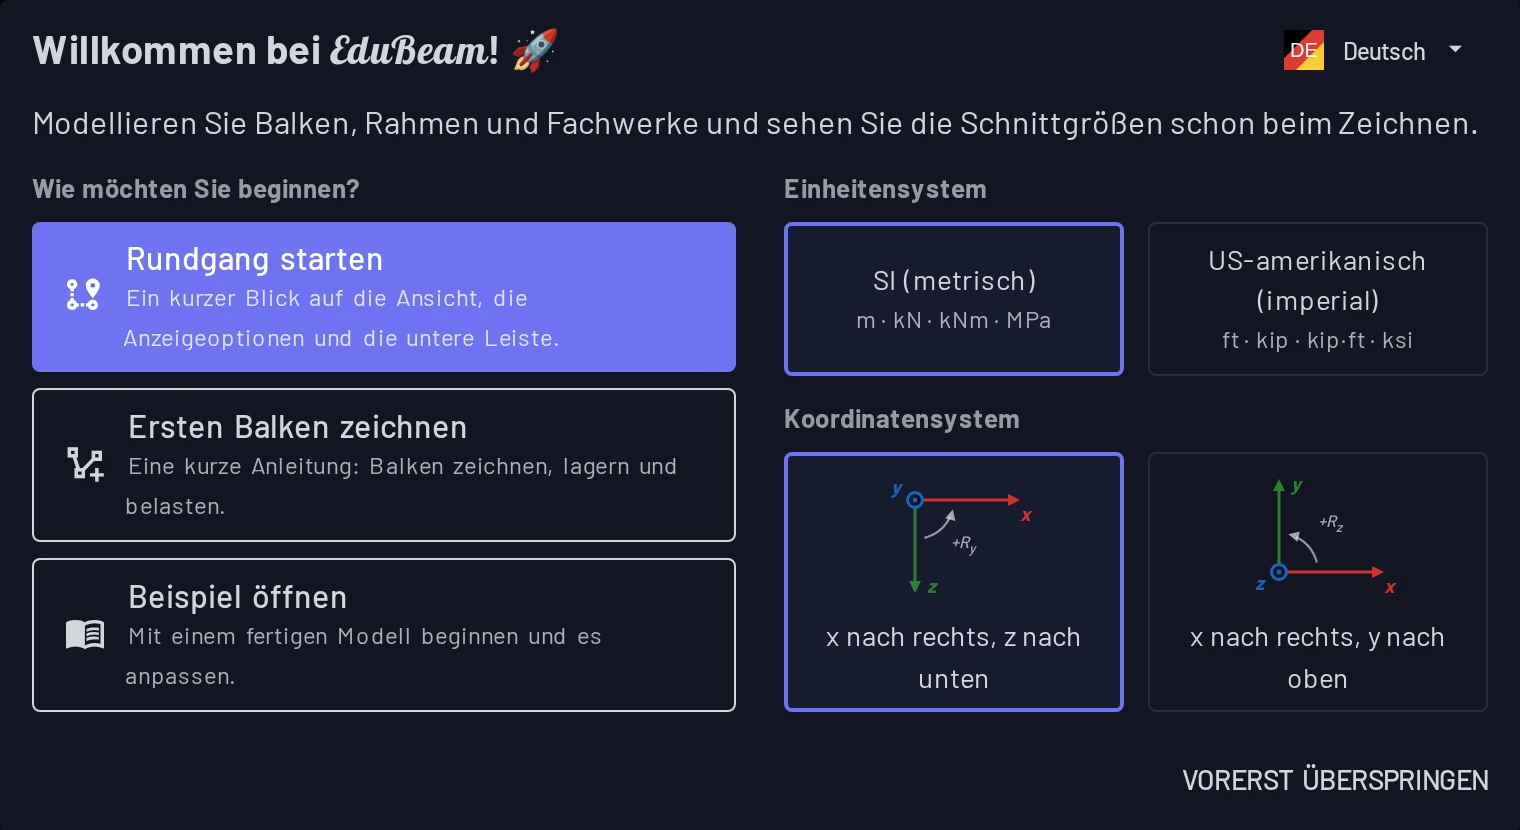 Willkommen bei EduBeam! 🚀
DE Deutsch
Modellieren Sie Balken, Rahmen und Fachwerke und sehen Sie die Schnittgrößen schon beim Zeichnen.
Wie möchten Sie beginnen?
Rundgang starten
Ein kurzer Blick auf die Ansicht, die
Anzeigeoptionen und die untere Leiste.
Ersten Balken zeichnen
Eine kurze Anleitung: Balken zeichnen, lagern und
belasten.
Beispiel öffnen
Mit einem fertigen Modell beginnen und es
anpassen.
Einheitensystem
SI (metrisch)
m · kN · kNm · MPa
US-amerikanisch
(imperial)
ft · kip · kip·ft · ksi
Koordinatensystem
y
x
+Ry
z
x nach rechts, z nach
unten
y
+Rz
z
x
x nach rechts, y nach
oben
VORERST ÜBERSPRINGEN